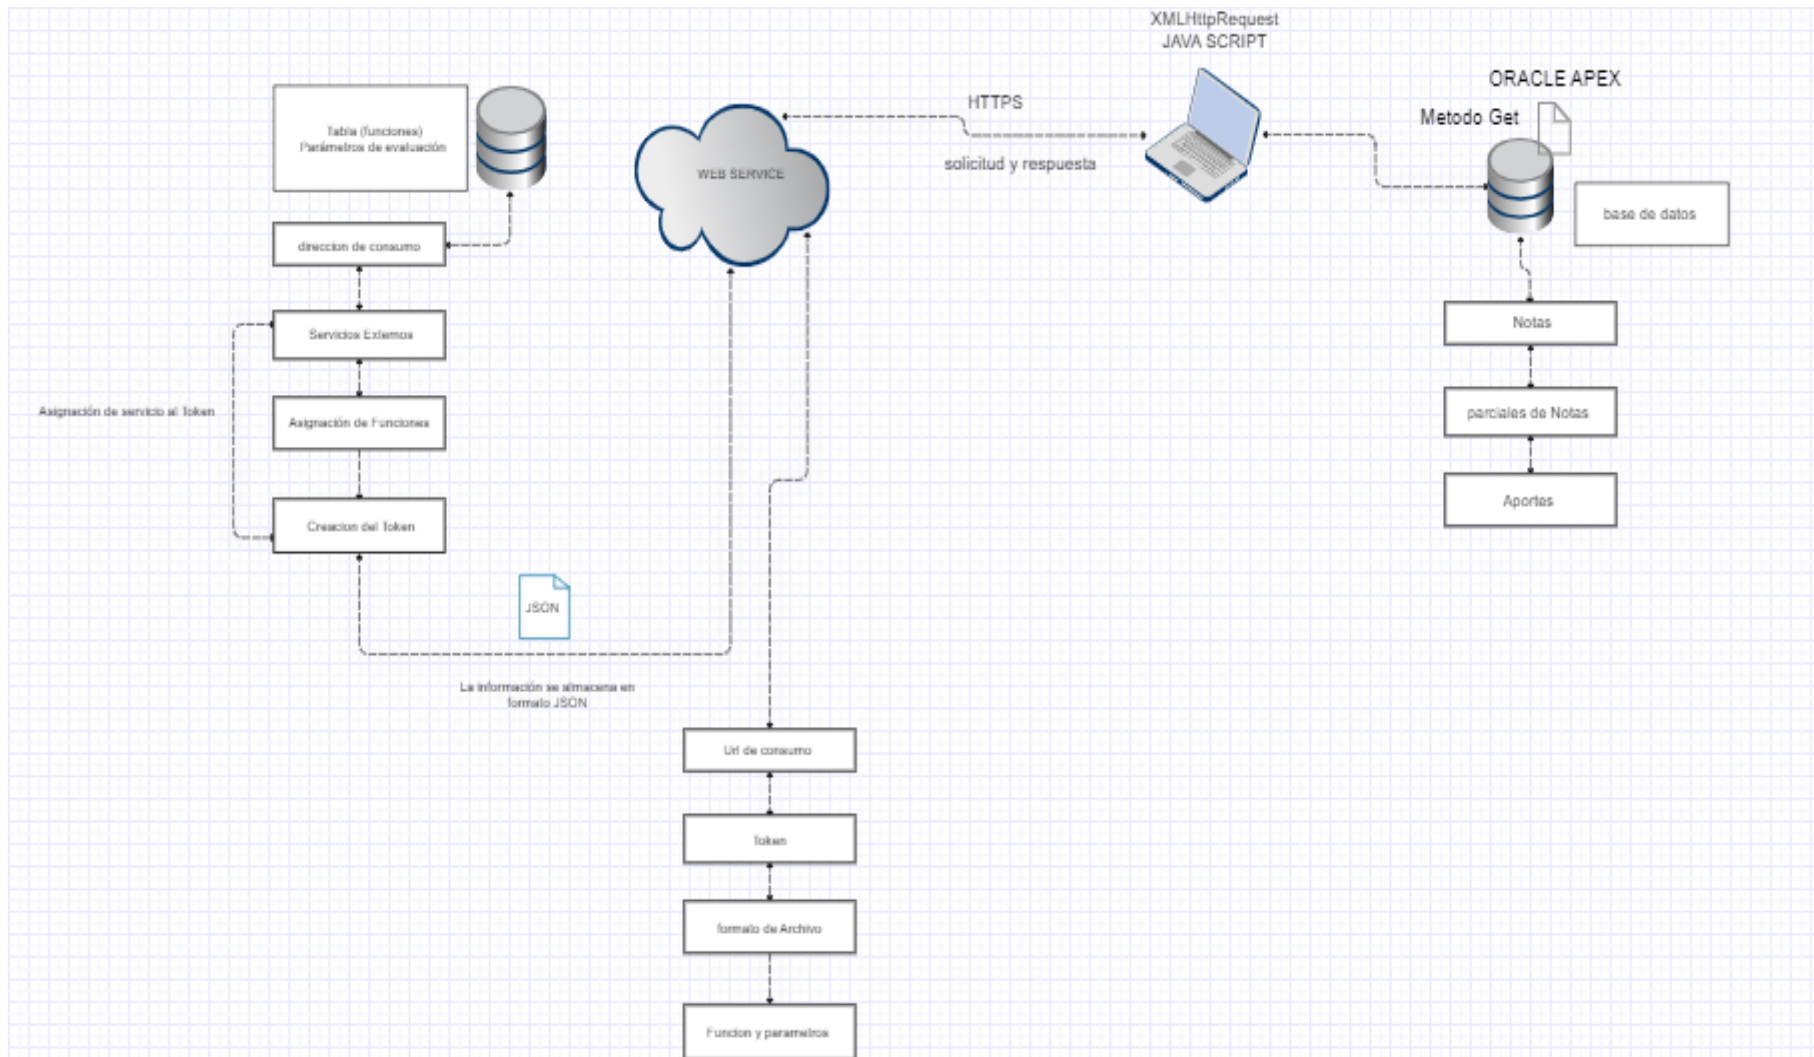 XMLHttpRequest
JAVA SCRIPT
ORACLE APEX
Metodo Get
HTTPS
solicitud y respuesta
WEB SERVICE
base de datos
Tabla (funciones)
Parámetros de evaluación
direccion de consumo
Servicios Externos
Asignación de servicio al Token
Asignación de Funciones
Creacion del Token
Notas
parciales de Notas
Aportes
JSON
La información se almacena en
formato JSON
Url de consumo
Token
formato de Archivo
Funcion y parametros